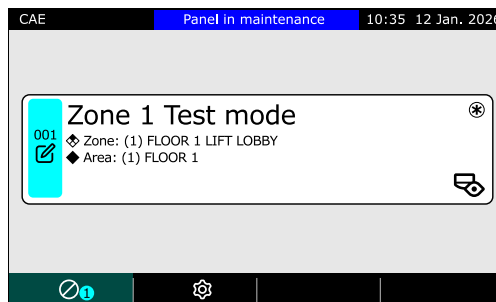 CAE Panel in maintenance 10:35 12 Jan. 2026
Zone 1 Test mode
001
Zone: (1) FLOOR 1 LIFT LOBBY
Area: (1) FLOOR 1
1